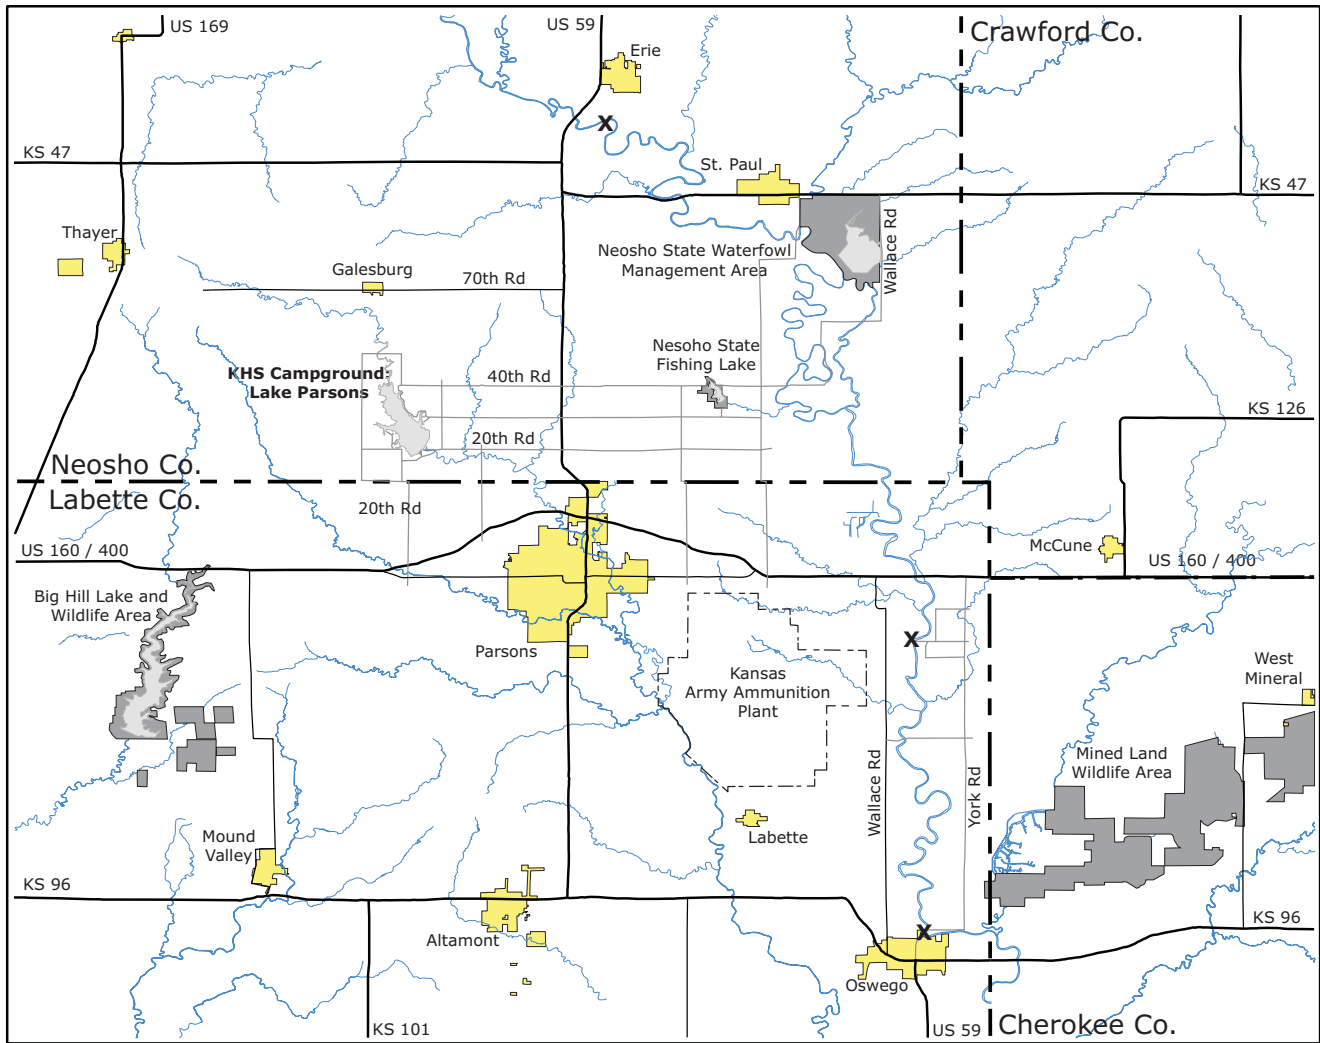 US 169
US 59
Crawford Co.
Erie
X
KS 47
St. Paul
KS 47
Thayer
Wallace Rd
Neosho State Waterfowl
Management Area
Galesburg
70th Rd
Nesoho State
Fishing Lake
KHS Campground:
Lake Parsons
40th Rd
KS 126
20th Rd
Neosho Co.
Labette Co.
20th Rd
McCune
US 160 / 400
US 160 / 400
Big Hill Lake and
Wildlife Area
X
Parsons
Kansas
Army Ammunition
Plant
West
Mineral
Mined Land
Wildlife Area
Wallace Rd
York Rd
Mound
Valley
Labette
KS 96
KS 96
X
Altamont
Oswego
KS 101
US 59
Cherokee Co.